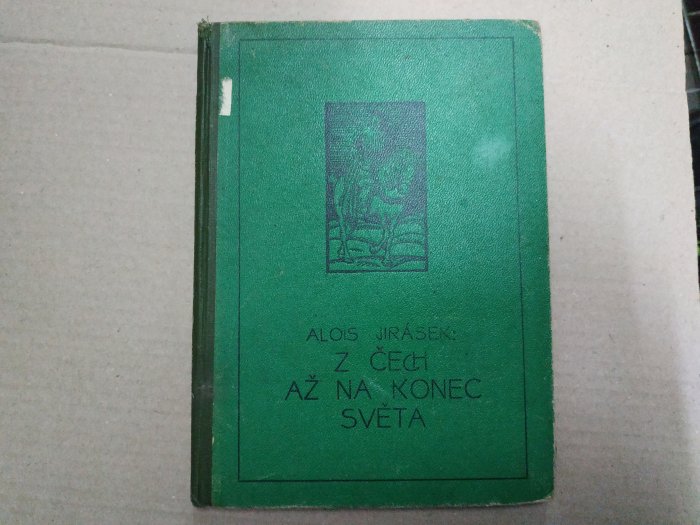 ALOIS JIRÁSEK:
Z ČECH
AŽ NA KONEC
SVĚTA